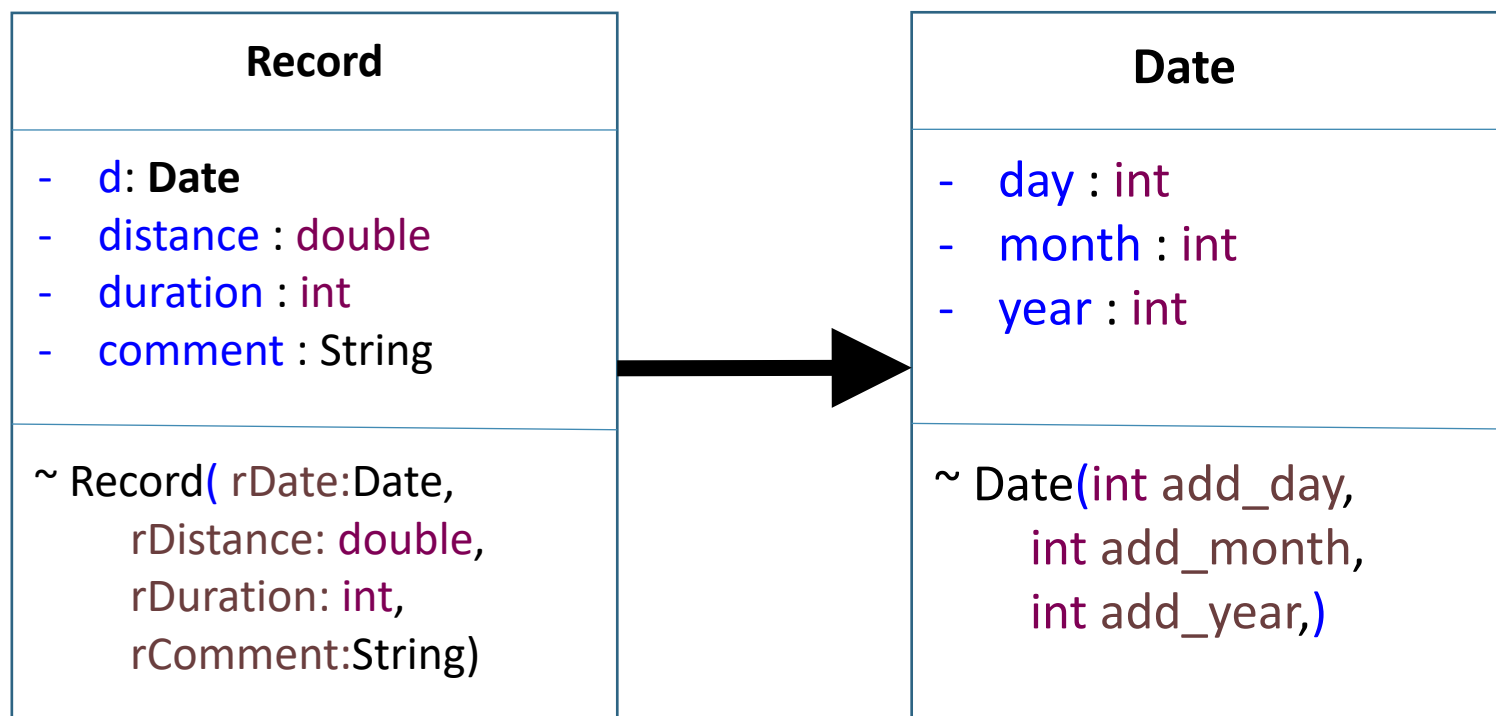 Record
- d: Date
- distance : double
- duration : int
- comment : String
~ Record( rDate:Date,
rDistance: double,
rDuration: int,
rComment:String)
Date
- day : int
- month : int
- year : int
~ Date(int add_day,
int add_month,
int add_year,)